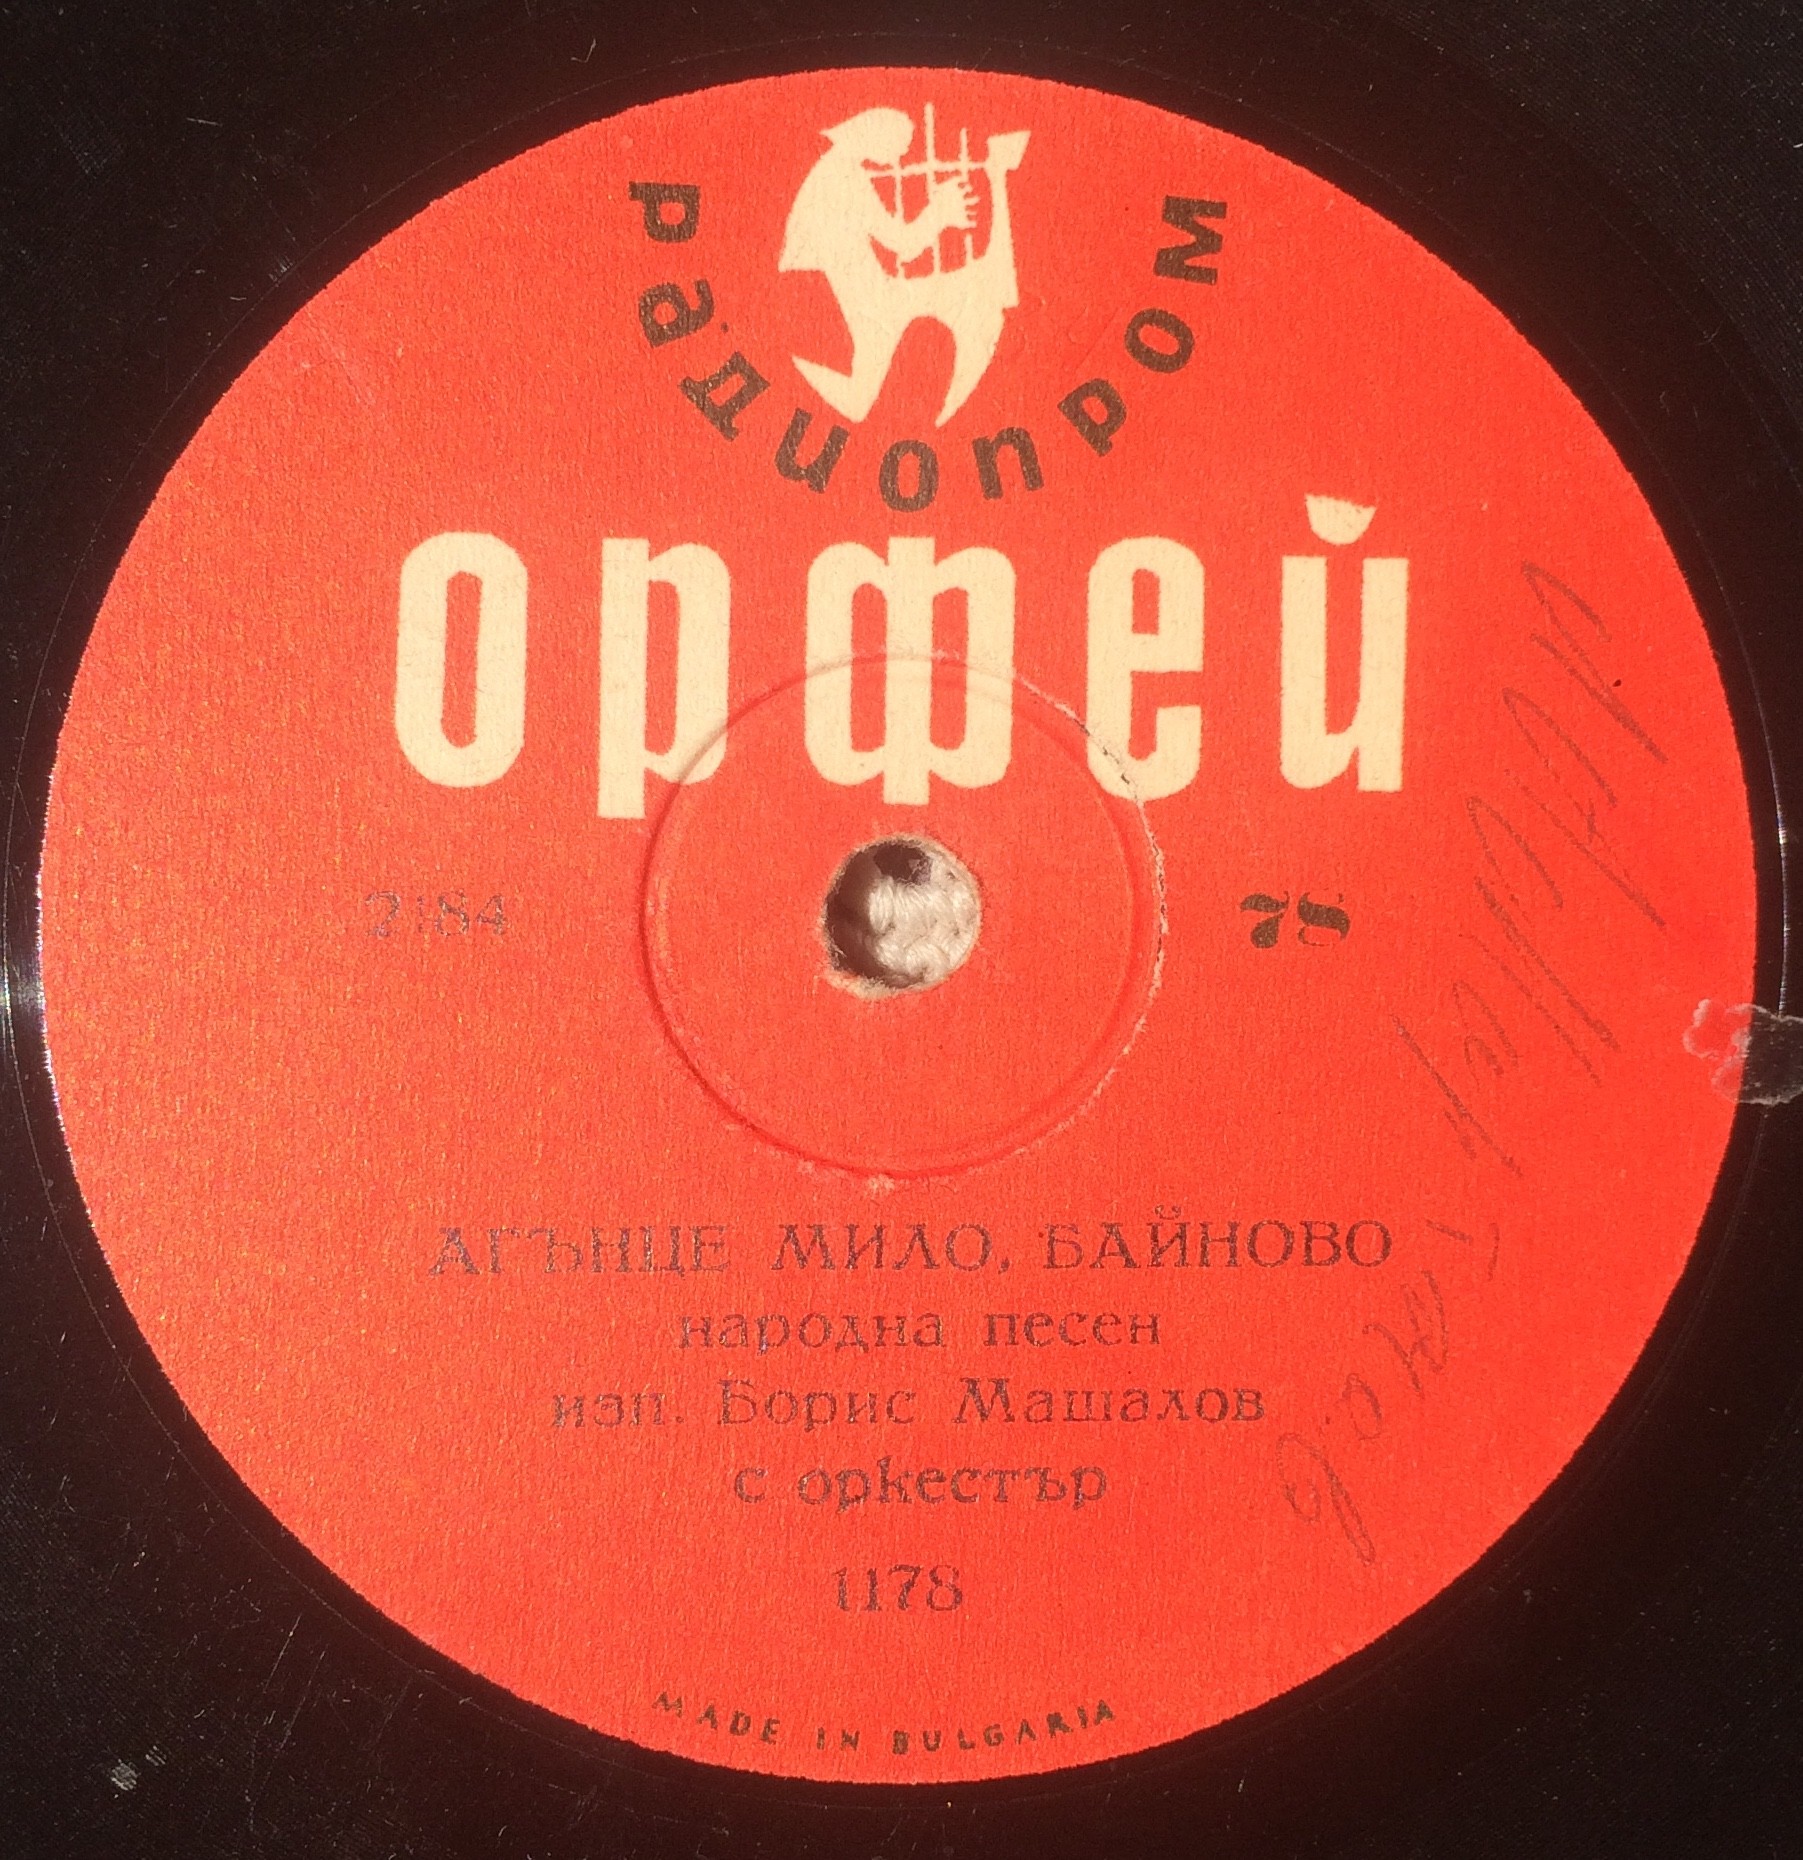 радиопром
орфей
2184
78
АГЪНЦЕ МИЛО, БАЙНОВО
народна песен
изп. Борис Машалов
с оркестър
1178
MADE IN BULGARIA